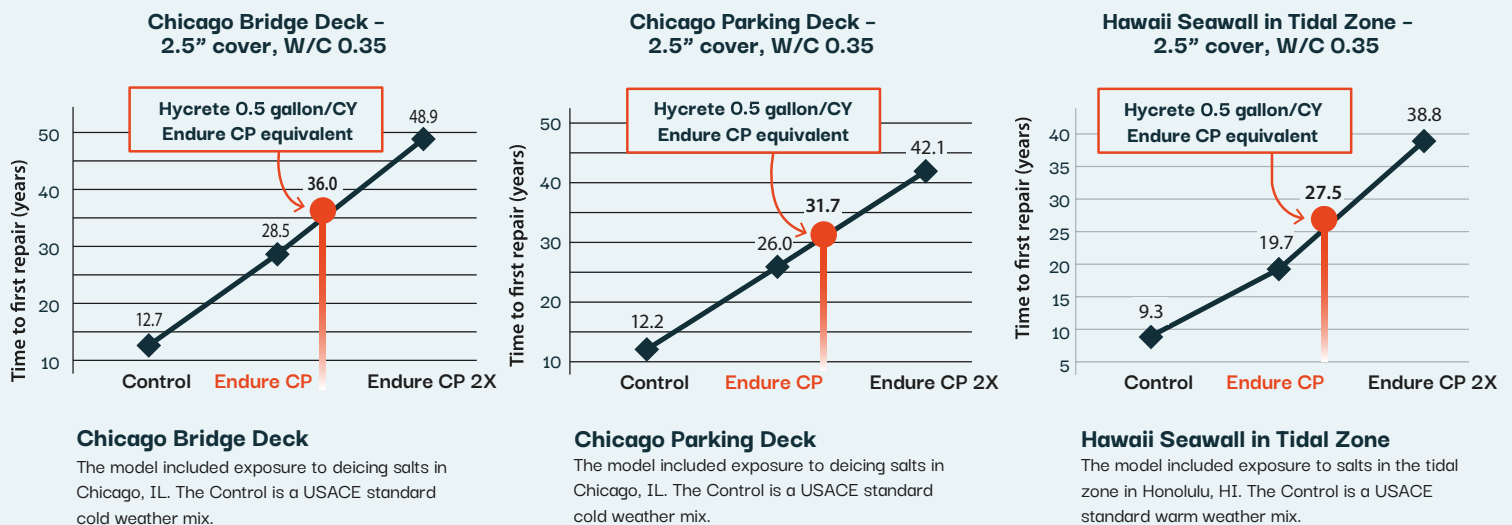 Chicago Bridge Deck –
2.5” cover, W/C 0.35
Hycrete 0.5 gallon/CY
Endure CP equivalent
Time to first repair (years)
50
40
30
20
10
12.7
28.5
36.0
48.9
Control
Endure CP
Endure CP 2X
Chicago Bridge Deck
The model included exposure to deicing salts in
Chicago, IL. The Control is a USACE standard
cold weather mix.
Chicago Parking Deck –
2.5” cover, W/C 0.35
Hycrete 0.5 gallon/CY
Endure CP equivalent
Time to first repair (years)
50
40
30
20
10
12.2
26.0
31.7
42.1
Control
Endure CP
Endure CP 2X
Chicago Parking Deck
The model included exposure to deicing salts in
Chicago, IL. The Control is a USACE standard
cold weather mix.
Hawaii Seawall in Tidal Zone –
2.5” cover, W/C 0.35
Hycrete 0.5 gallon/CY
Endure CP equivalent
Time to first repair (years)
40
35
30
25
20
15
10
5
9.3
19.7
27.5
38.8
Control
Endure CP
Endure CP 2X
Hawaii Seawall in Tidal Zone
The model included exposure to salts in the tidal
zone in Honolulu, HI. The Control is a USACE
standard warm weather mix.